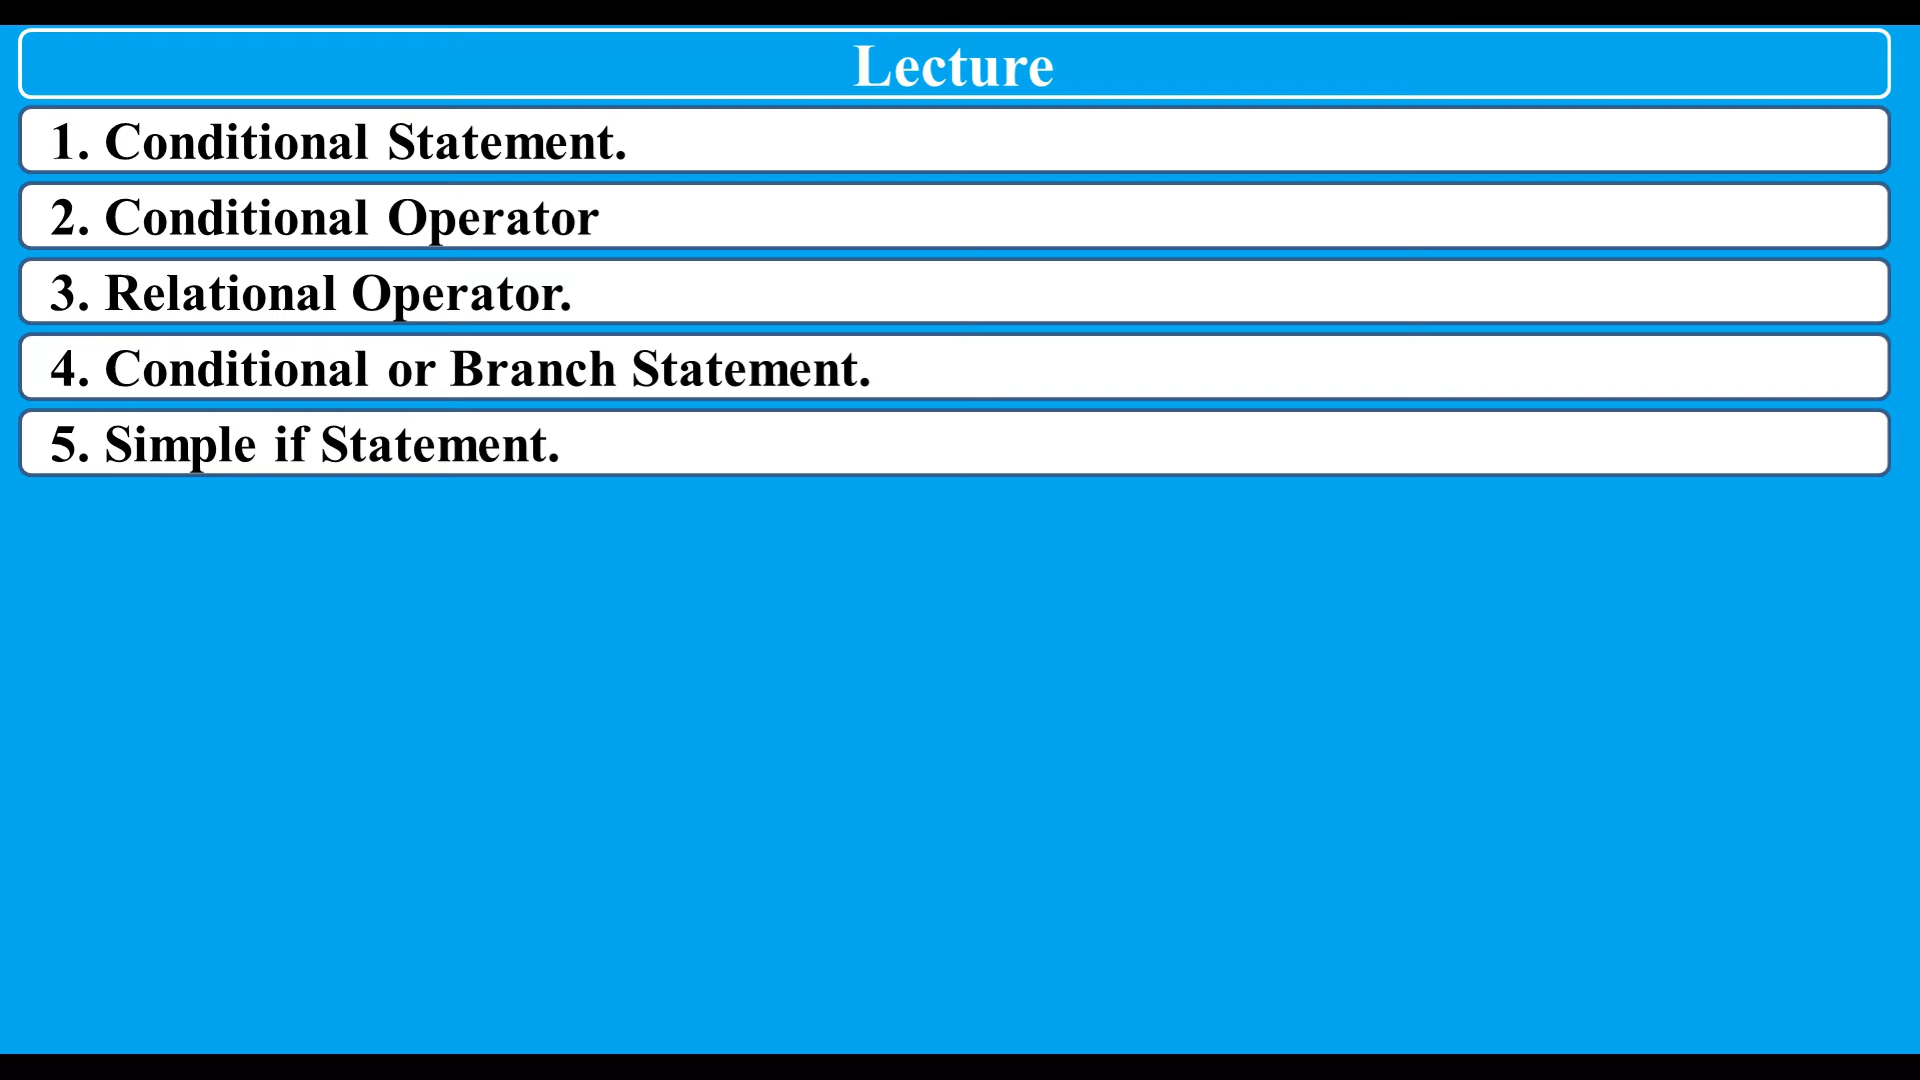 Lecture
1. Conditional Statement.
2. Conditional Operator
3. Relational Operator.
4. Conditional or Branch Statement.
5. Simple if Statement.